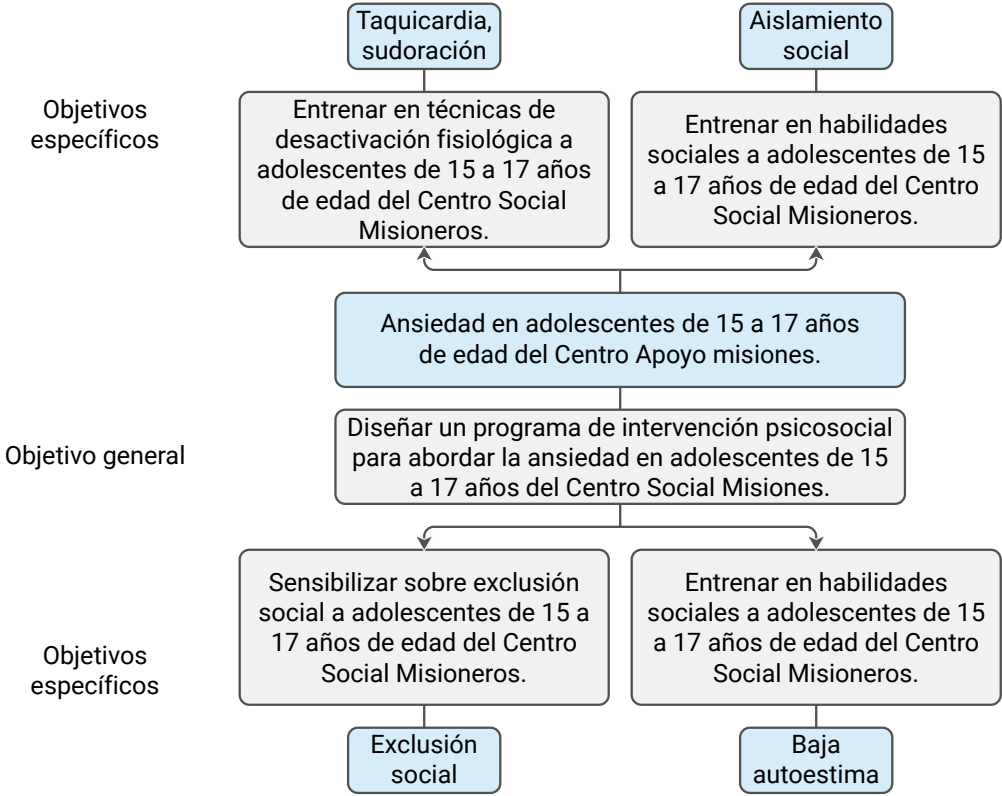 Taquicardia,
sudoración
Aislamiento
social
Objetivos
específicos
Entrenar en técnicas de
desactivación fisiológica a
adolescentes de 15 a 17 años
de edad del Centro Social
Misioneros.
Entrenar en habilidades
sociales a adolescentes de 15
a 17 años de edad del Centro
Social Misioneros.
Ansiedad en adolescentes de 15 a 17 años
de edad del Centro Apoyo misiones.
Objetivo general
Diseñar un programa de intervención psicosocial
para abordar la ansiedad en adolescentes de 15
a 17 años del Centro Social Misiones.
Objetivos
específicos
Sensibilizar sobre exclusión
social a adolescentes de 15 a
17 años de edad del Centro
Social Misioneros.
Entrenar en habilidades
sociales a adolescentes de 15
a 17 años de edad del Centro
Social Misioneros.
Exclusión
social
Baja
autoestima